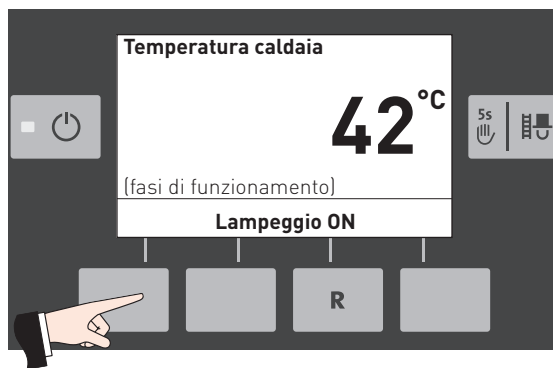 Temperatura caldaia
42°C
5s
(fasi di funzionamento)
Lampeggio ON
R